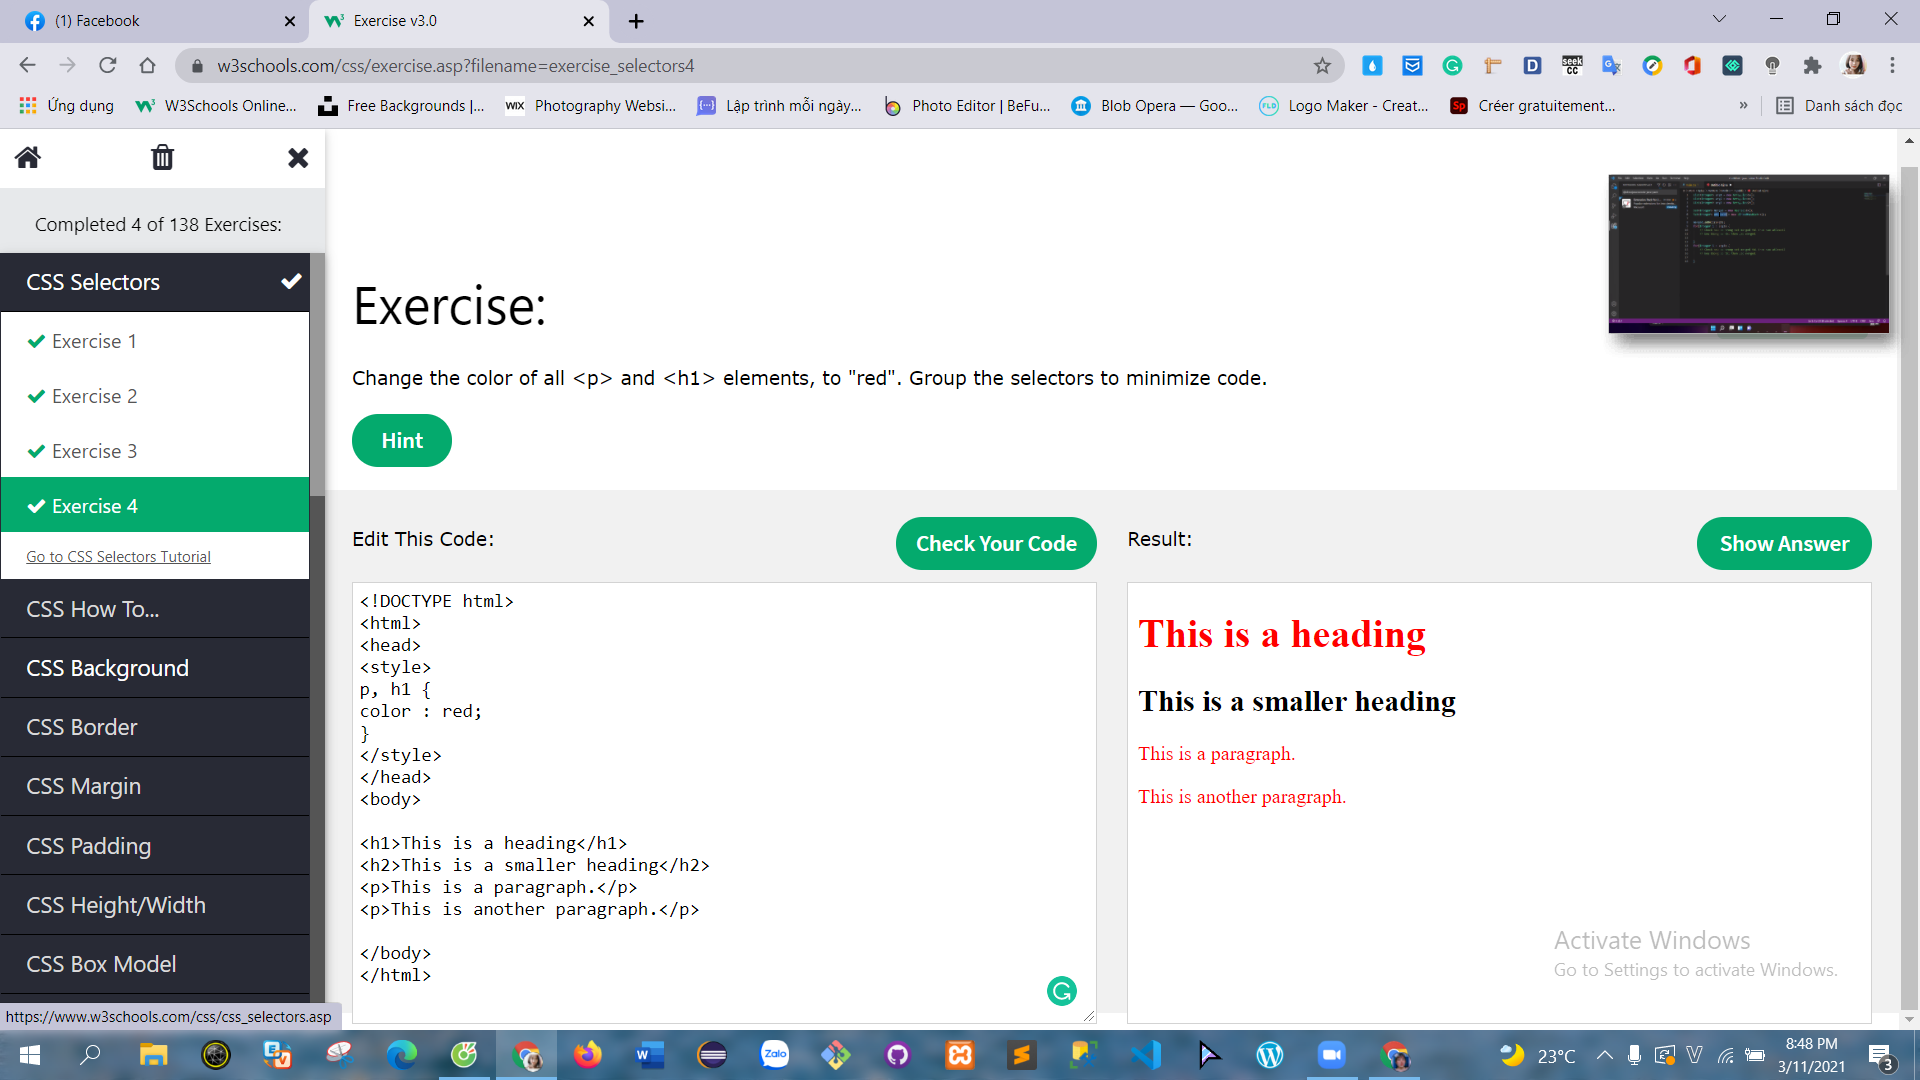 (1) Facebook
Exercise v3.0
w3schools.com/css/exercise.asp?filename=exercise_selectors4
Ứng dụng
W3Schools Online...
Free Backgrounds |...
WIX Photography Websi...
Lập trình mỗi ngày...
Photo Editor | BeFu...
Blob Opera — Goo...
FLD Logo Maker - Creat...
Sp Créer gratuitement...
»
Danh sách đọc
Completed 4 of 138 Exercises:
CSS Selectors
Exercise 1
Exercise 2
Exercise 3
Exercise 4
Go to CSS Selectors Tutorial
CSS How To...
CSS Background
CSS Border
CSS Margin
CSS Padding
CSS Height/Width
CSS Box Model
https://www.w3schools.com/css/css_selectors.asp
Exercise:
Change the color of all <p> and <h1> elements, to "red". Group the selectors to minimize code.
Hint
Edit This Code:
Check Your Code
<!DOCTYPE html>
<html>
<head>
<style>
p, h1 {
color : red;
}
</style>
</head>
<body>
<h1>This is a heading</h1>
<h2>This is a smaller heading</h2>
<p>This is a paragraph.</p>
<p>This is another paragraph.</p>
</body>
</html>
Result:
Show Answer
This is a heading
This is a smaller heading
This is a paragraph.
This is another paragraph.
Activate Windows
Go to Settings to activate Windows.
Zalo
23°C
8:48 PM
3/11/2021
3